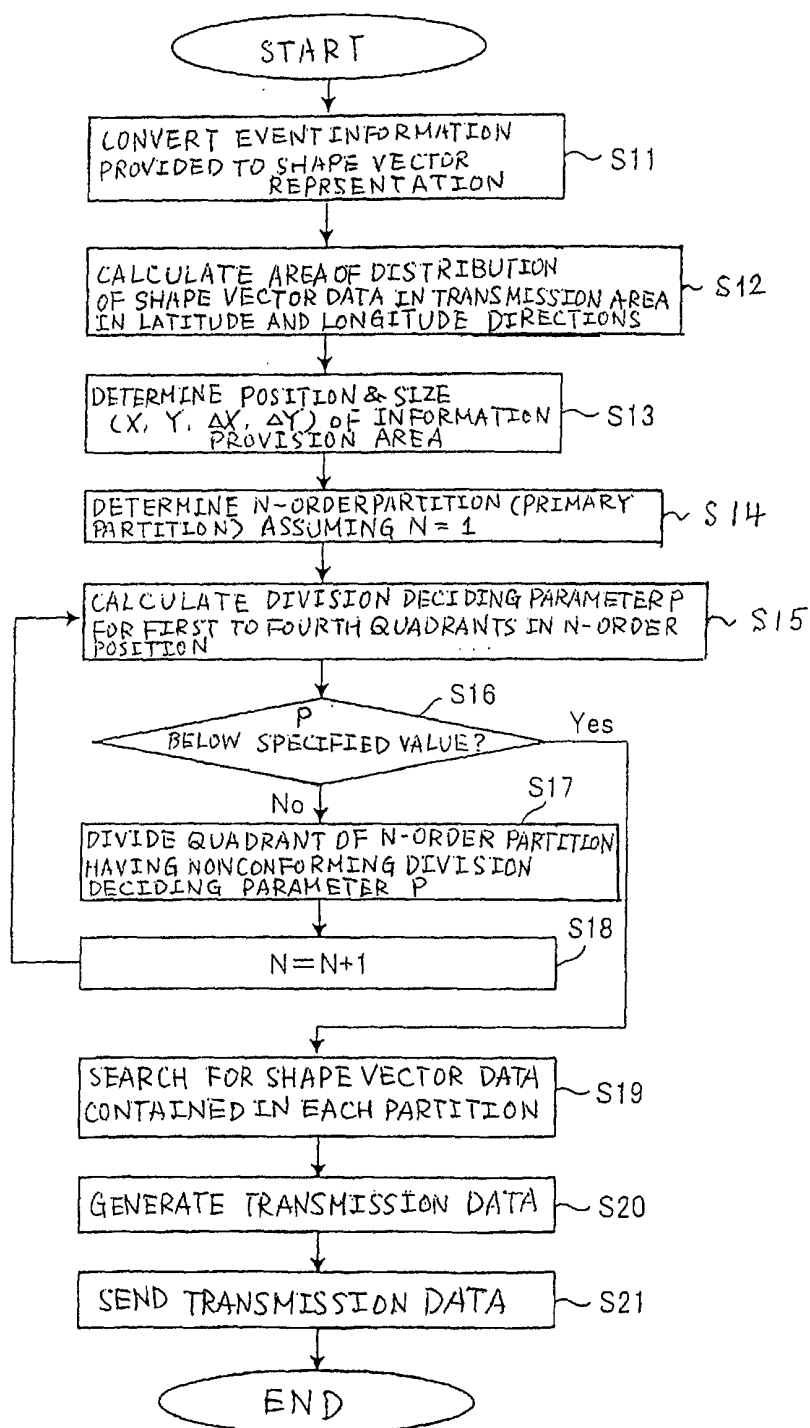 START
CONVERT EVENT INFORMATION
PROVIDED TO SHAPE VECTOR
REPRSENTATION
S11
CALCULATE AREA OF DISTRIBUTION
OF SHAPE VECTOR DATA IN TRANSMISSION AREA
IN LATITUDE AND LONGITUDE DIRECTIONS
S12
DETERMINE POSITION & SIZE
(X, Y, ΔX, ΔY) OF INFORMATION
PROVISION AREA
S13
DETERMINE N-ORDER PARTITION (PRIMARY
PARTITION) ASSUMING N = 1
S14
CALCULATE DIVISION DECIDING PARAMETER P
FOR FIRST TO FOURTH QUADRANTS IN N-ORDER
POSITION
S15
S16
P
BELOW SPECIFIED VALUE?
Yes
No
S17
DIVIDE QUADRANT OF N-ORDER PARTITION
HAVING NONCONFORMING DIVISION
DECIDING PARAMETER P
S18
N=N+1
SEARCH FOR SHAPE VECTOR DATA
CONTAINED IN EACH PARTITION
S19
GENERATE TRANSMISSION DATA
S20
SEND TRANSMISSION DATA
S21
END